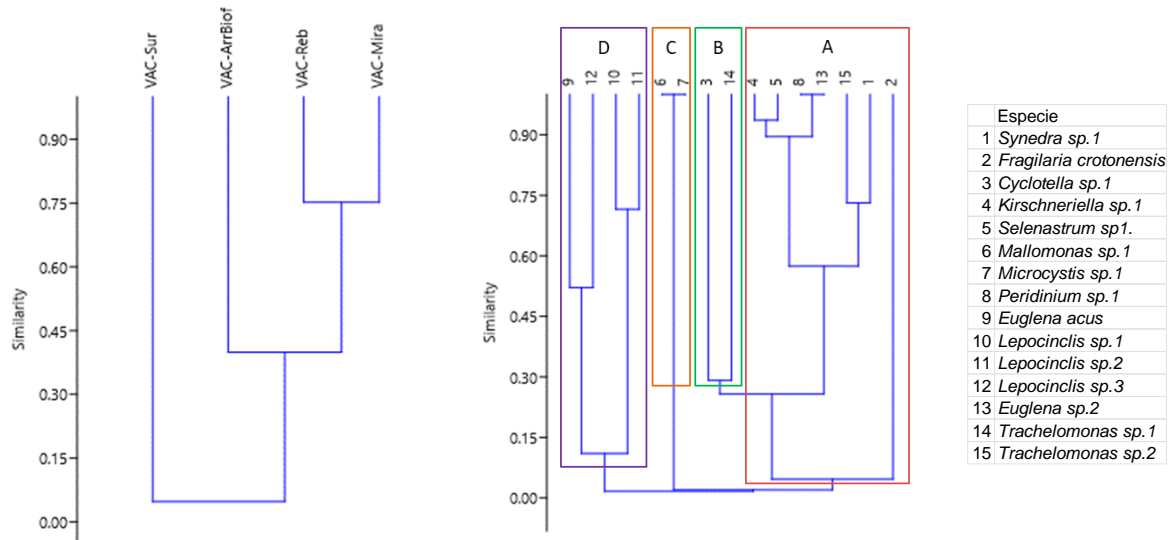 VAC-Sur
VAC-ArrBiof
VAC-Reb
VAC-Mira
0.90
0.75
0.60
0.45
0.30
0.15
0.00
Similarity
D
C
B
A
9 12 10 11 6 7 3 14 4 5 8 13 15 1 2
0.90
0.75
0.60
0.45
0.30
0.15
0.00
Similarity
Especie
1 Synedra sp.1
2 Fragilaria crotonensis
3 Cyclotella sp.1
4 Kirschneriella sp.1
5 Selenastrum sp1.
6 Mallomonas sp.1
7 Microcystis sp.1
8 Peridinium sp.1
9 Euglena acus
10 Lepocinclis sp.1
11 Lepocinclis sp.2
12 Lepocinclis sp.3
13 Euglena sp.2
14 Trachelomonas sp.1
15 Trachelomonas sp.2